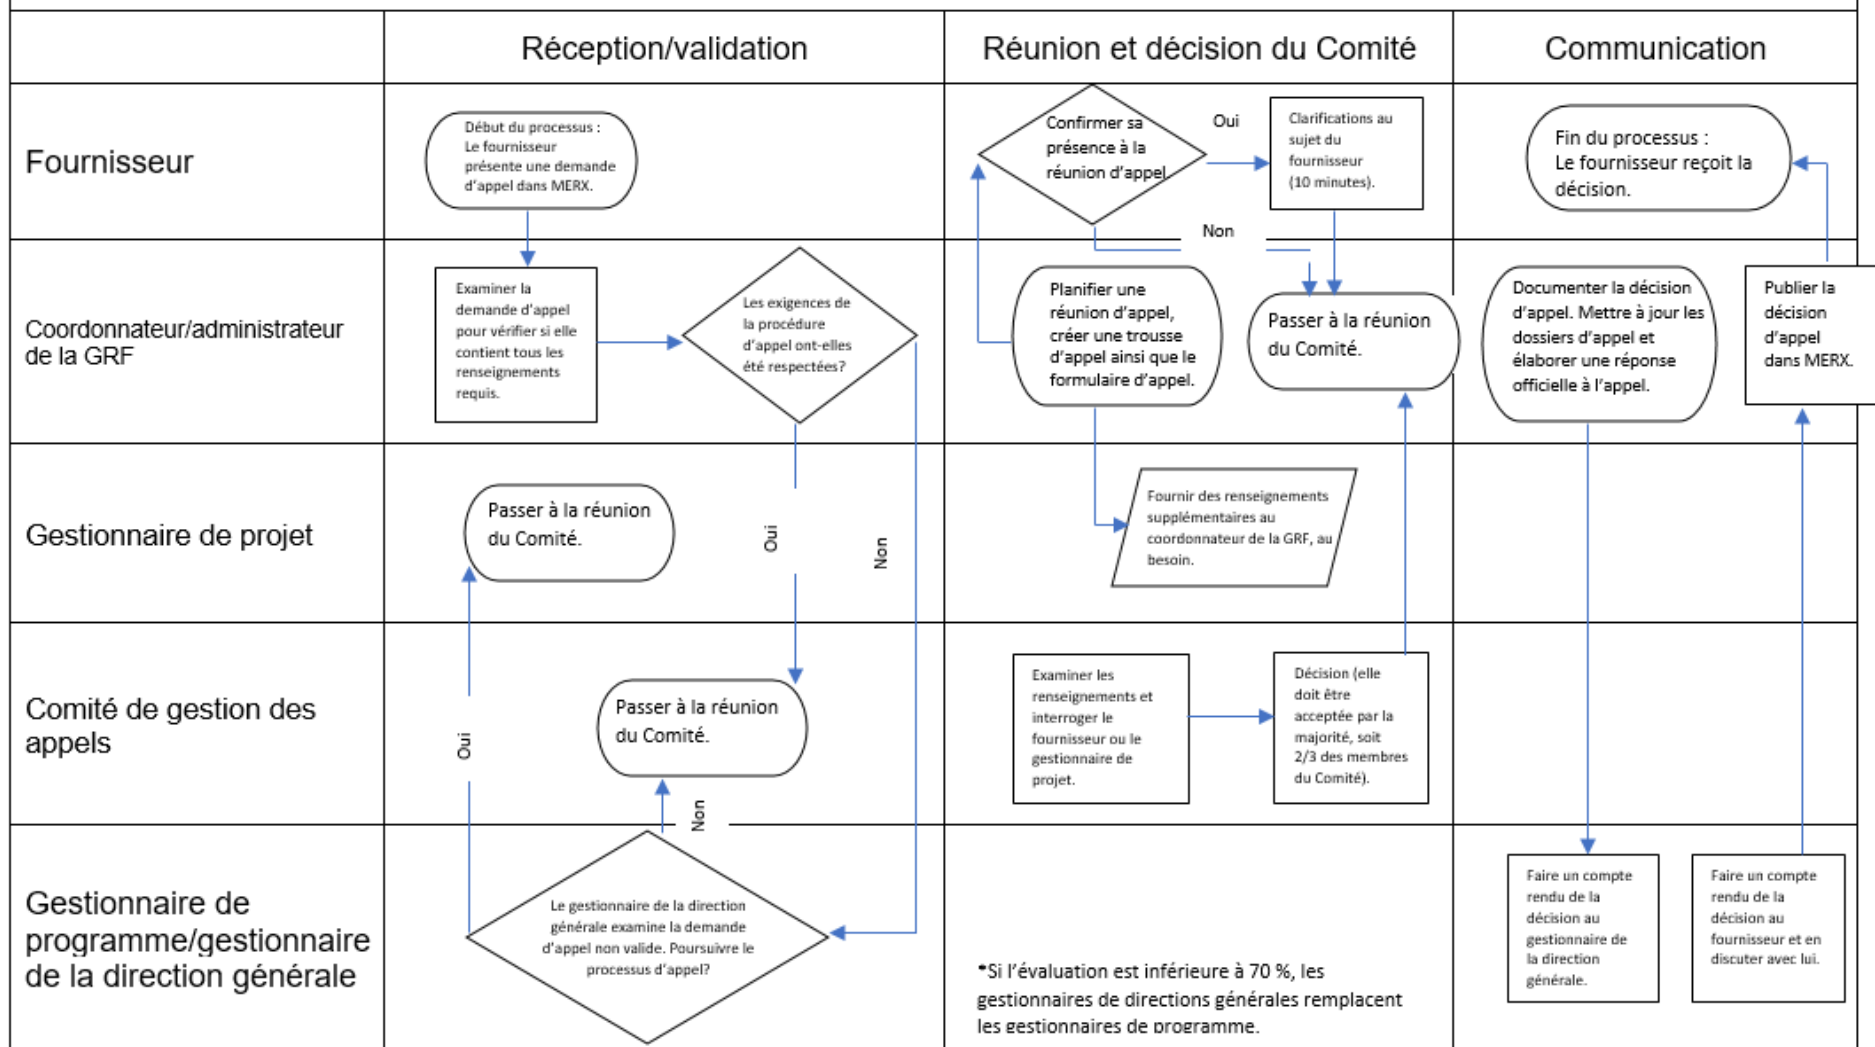 Réception/validation
Réunion et décision du Comité
Communication
Fournisseur
Début du processus :
Le fournisseur
présente une demande
d'appel dans MERX.
Confirmer sa
présence à la
réunion d'appel
Oui
Clarifications au
sujet du
fournisseur
(10 minutes).
Fin du processus :
Le fournisseur reçoit la
décision.
Non
Coordonnateur/administrateur
de la GRF
Examiner la
demande d'appel
pour vérifier si elle
contient tous les
renseignements
requis.
Les exigences de
la procédure
d'appel ont-elles
été respectées?
Planifier une
réunion d'appel,
créer une trousse
d'appel ainsi que le
formulaire d'appel.
Passer à la réunion
du Comité.
Documenter la décision
d'appel. Mettre à jour les
dossiers d'appel et
élaborer une réponse
officielle à l'appel.
Publier la
décision
d'appel
dans MERX.
Gestionnaire de projet
Passer à la réunion
du Comité.
Oui
Non
Fournir des renseignements
supplémentaires au
coordonnateur de la GRF, au
besoin.
Comité de gestion des
appels
Oui
Passer à la réunion
du Comité.
Non
Examiner les
renseignements et
interroger le
fournisseur ou le
gestionnaire de
projet.
Décision (elle
doit être
acceptée par la
majorité, soit
2/3 des membres
du Comité).
Gestionnaire de
programme/gestionnaire
de la direction générale
Le gestionnaire de la direction
générale examine la demande
d'appel non valide. Poursuivre le
processus d'appel?
*Si l'évaluation est inférieure à 70 %, les
gestionnaires de directions générales remplacent
les gestionnaires de programme.
Faire un compte
rendu de la
décision au
gestionnaire de
la direction
générale.
Faire un compte
rendu de la
décision au
fournisseur et en
discuter avec lui.